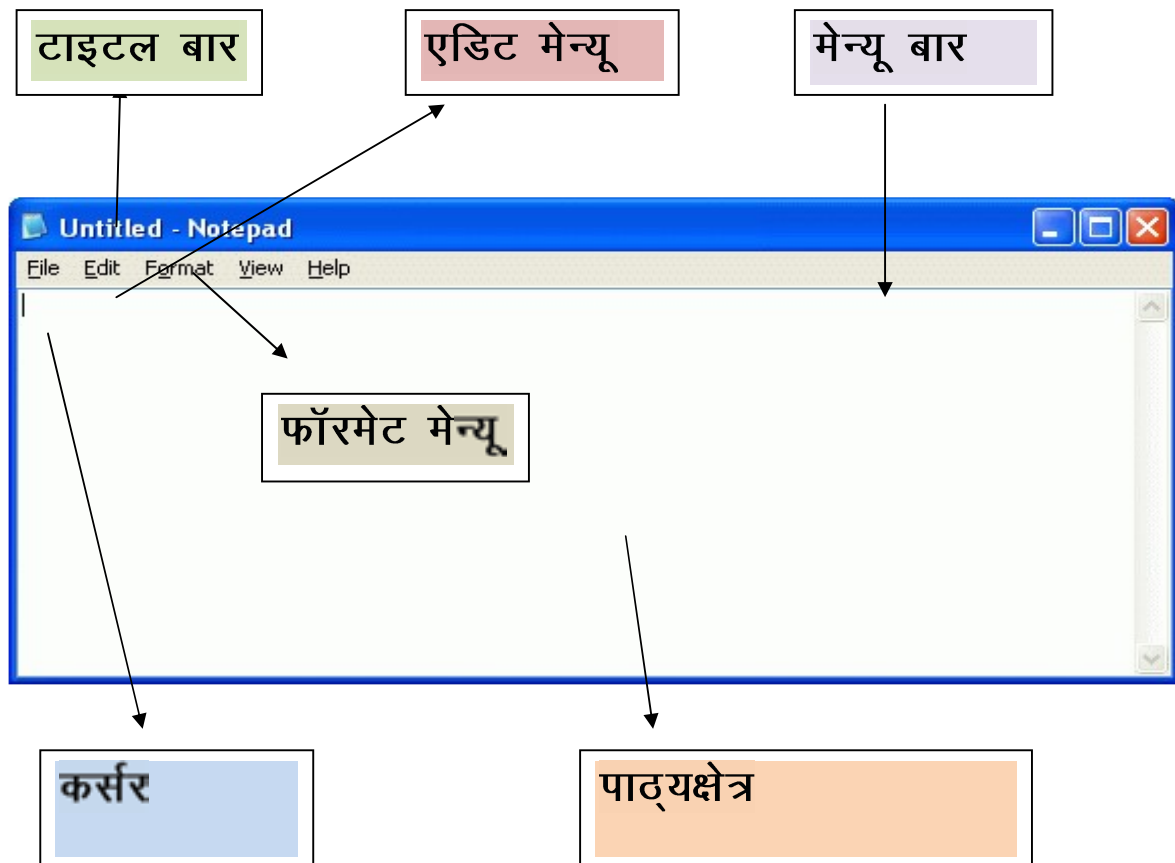 टाइटल बार
एडिट मेन्यू
मेन्यू बार
Untitled - Notepad
File Edit Format View Help
फॉरमेट मेन्यू
कर्सर
पाठ्यक्षेत्र